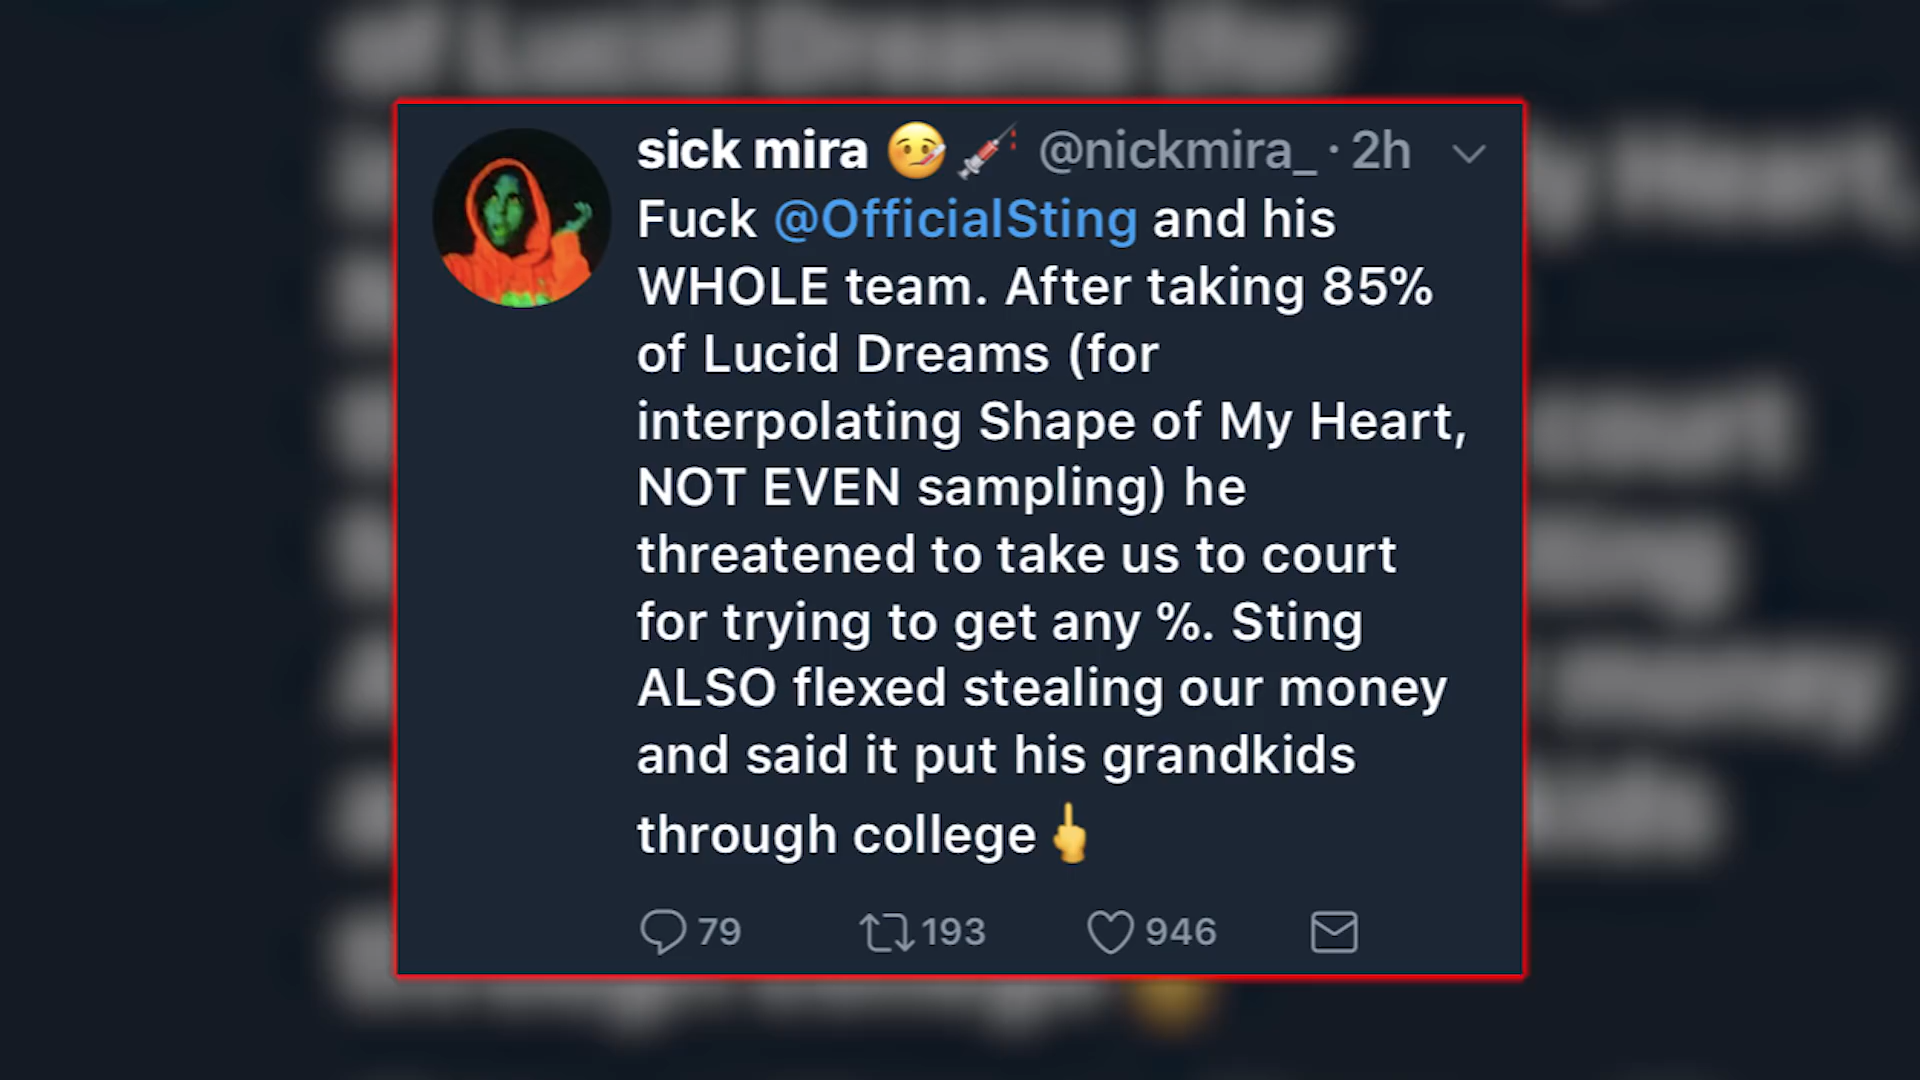 sick mira 🤒💉 @nickmira_ · 2h
Fuck @OfficialSting and his
WHOLE team. After taking 85%
of Lucid Dreams (for
interpolating Shape of My Heart,
NOT EVEN sampling) he
threatened to take us to court
for trying to get any %. Sting
ALSO flexed stealing our money
and said it put his grandkids
through college🖕
79 193 946